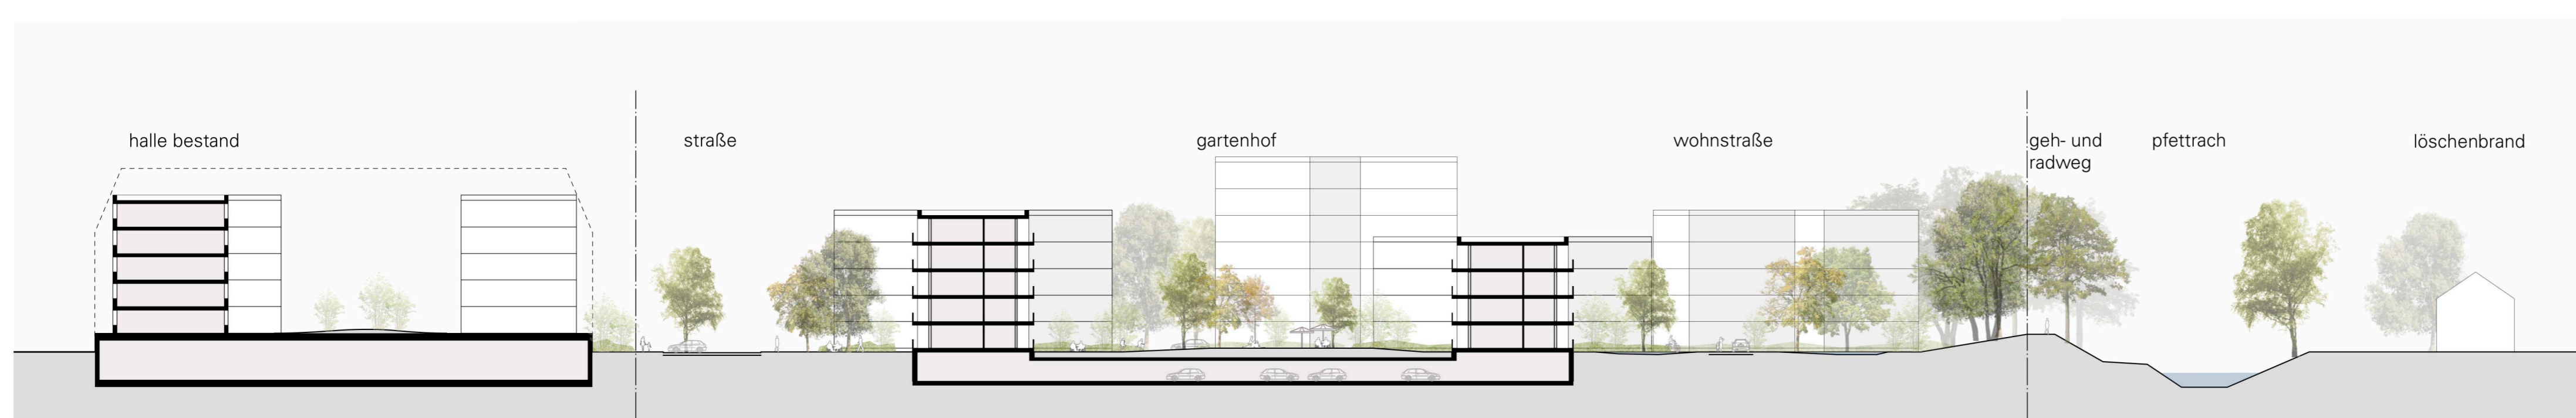 halle bestand
straße
gartenhof
wohnstraße
geh- und
radweg
pfettrach
löschenbrand